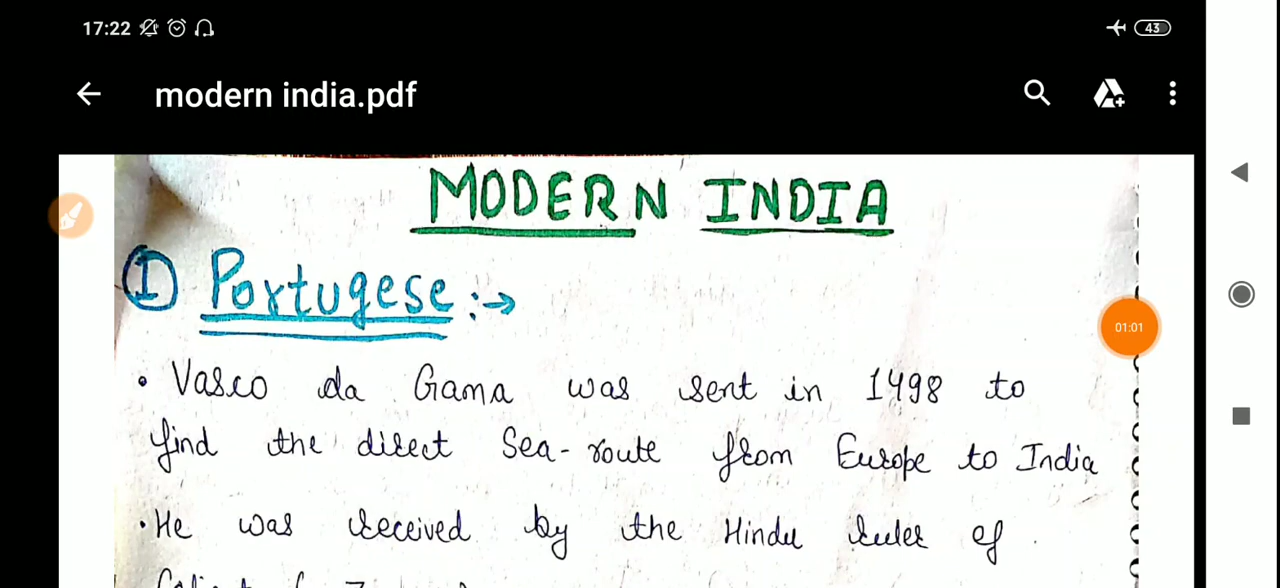 17:22
43
modern india.pdf
MODERN INDIA
I Portugese :→
01:01
• Vasco da Gama was sent in 1498 to
find the direct Sea-route from Europe to India
• He was received by the Hindu ruler of